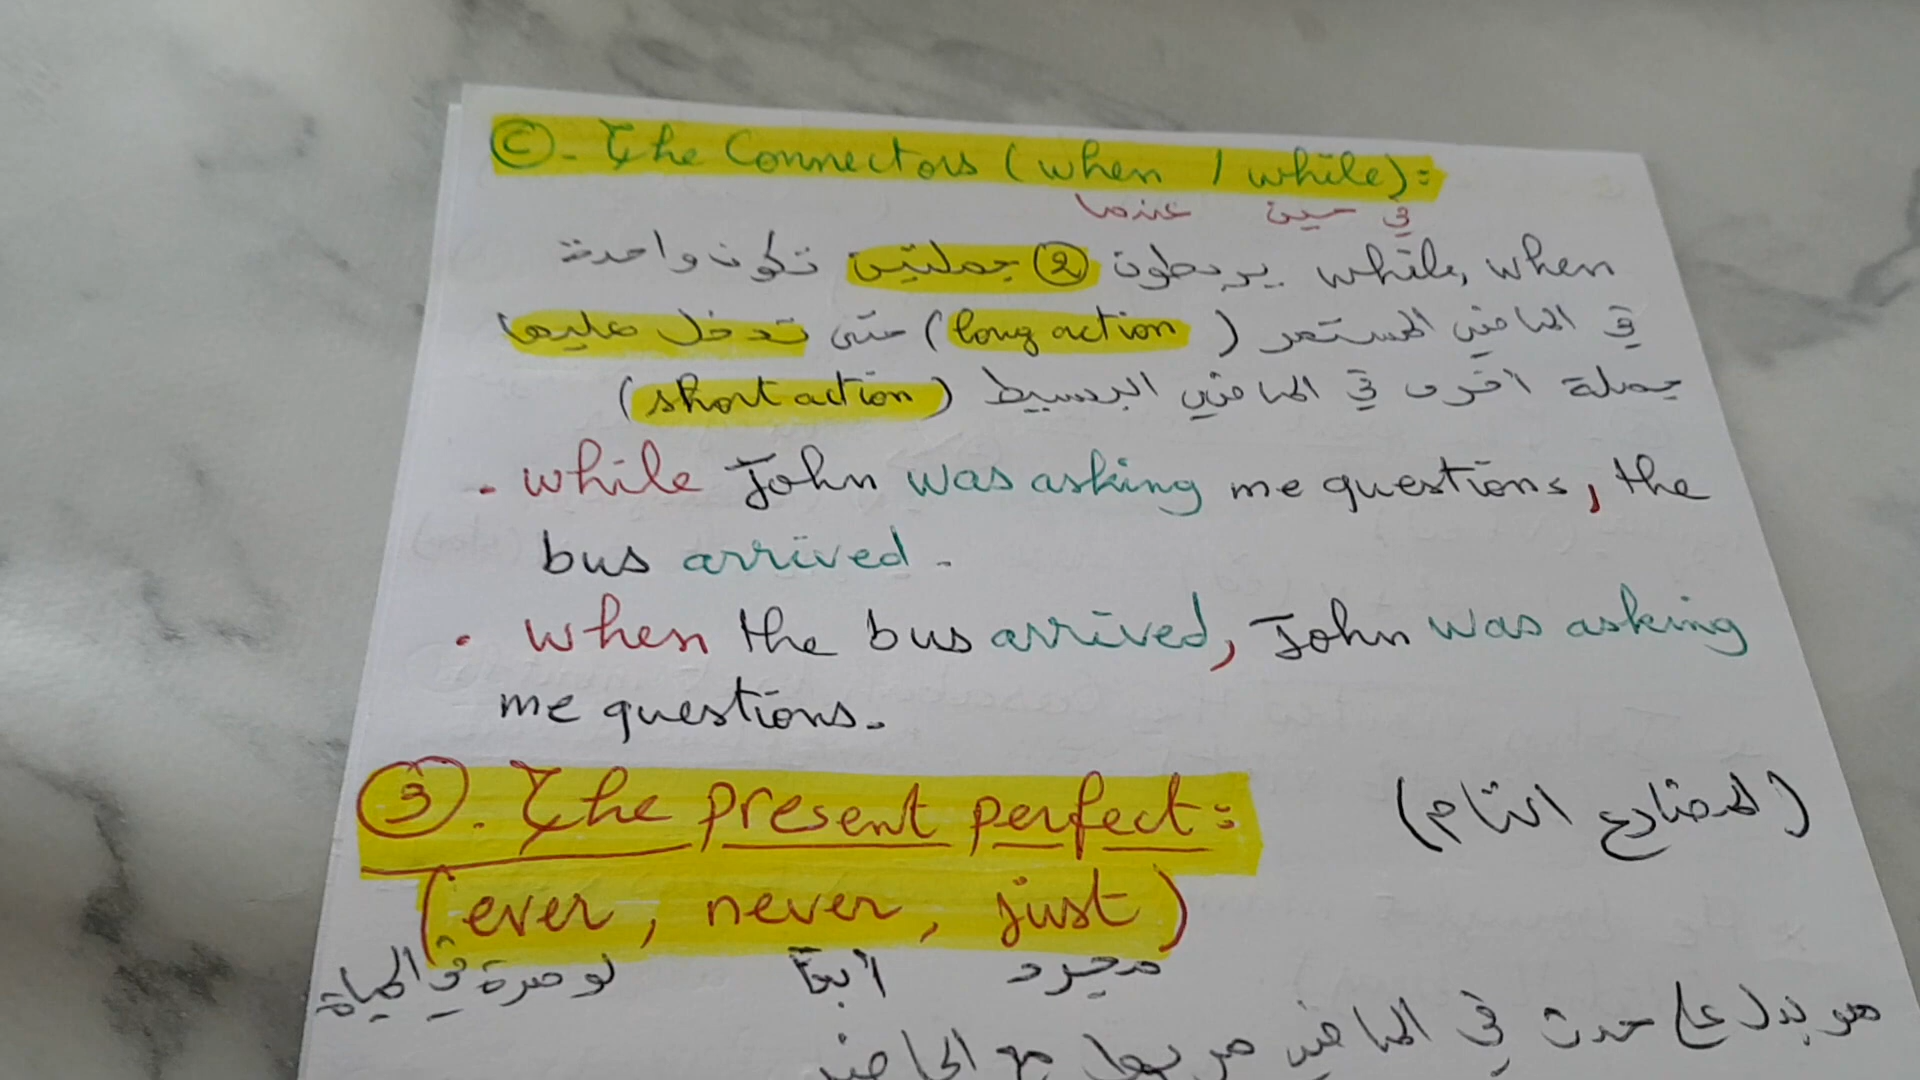 C. The Connectors (when / while):
عندما في حين
while, when يربطون 2 جملتين تكون واحدة
في الماضي المستمر (long action) حتى تدخل عليها
جملة أخرى في الماضي البسيط (short action)
. while John was asking me questions, the
bus arrived.
• when the bus arrived, John was asking
me questions.
3. The present perfect: (المضارع التام)
(ever, never, just)
لو مرة في الحياة أبدًا مجرد
هو يدل على حدث في الماضي مربوط مع الحاضر